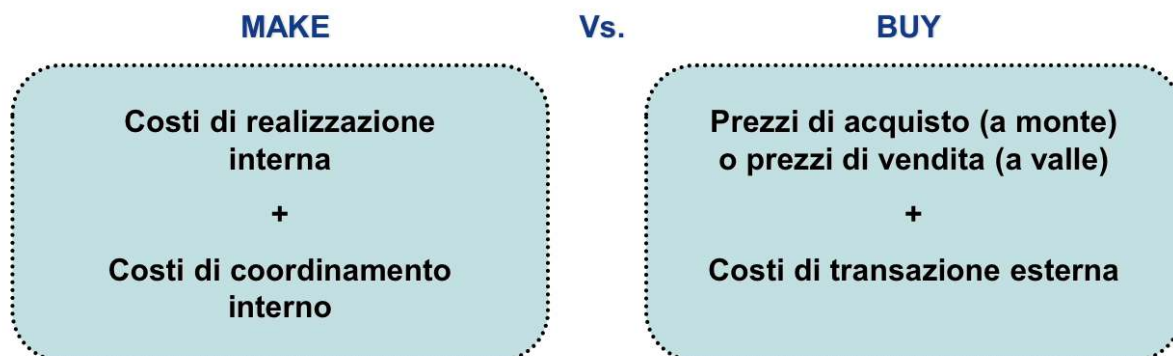 MAKE Vs. BUY
Costi di realizzazione
interna
+
Costi di coordinamento
interno
Prezzi di acquisto (a monte)
o prezzi di vendita (a valle)
+
Costi di transazione esterna